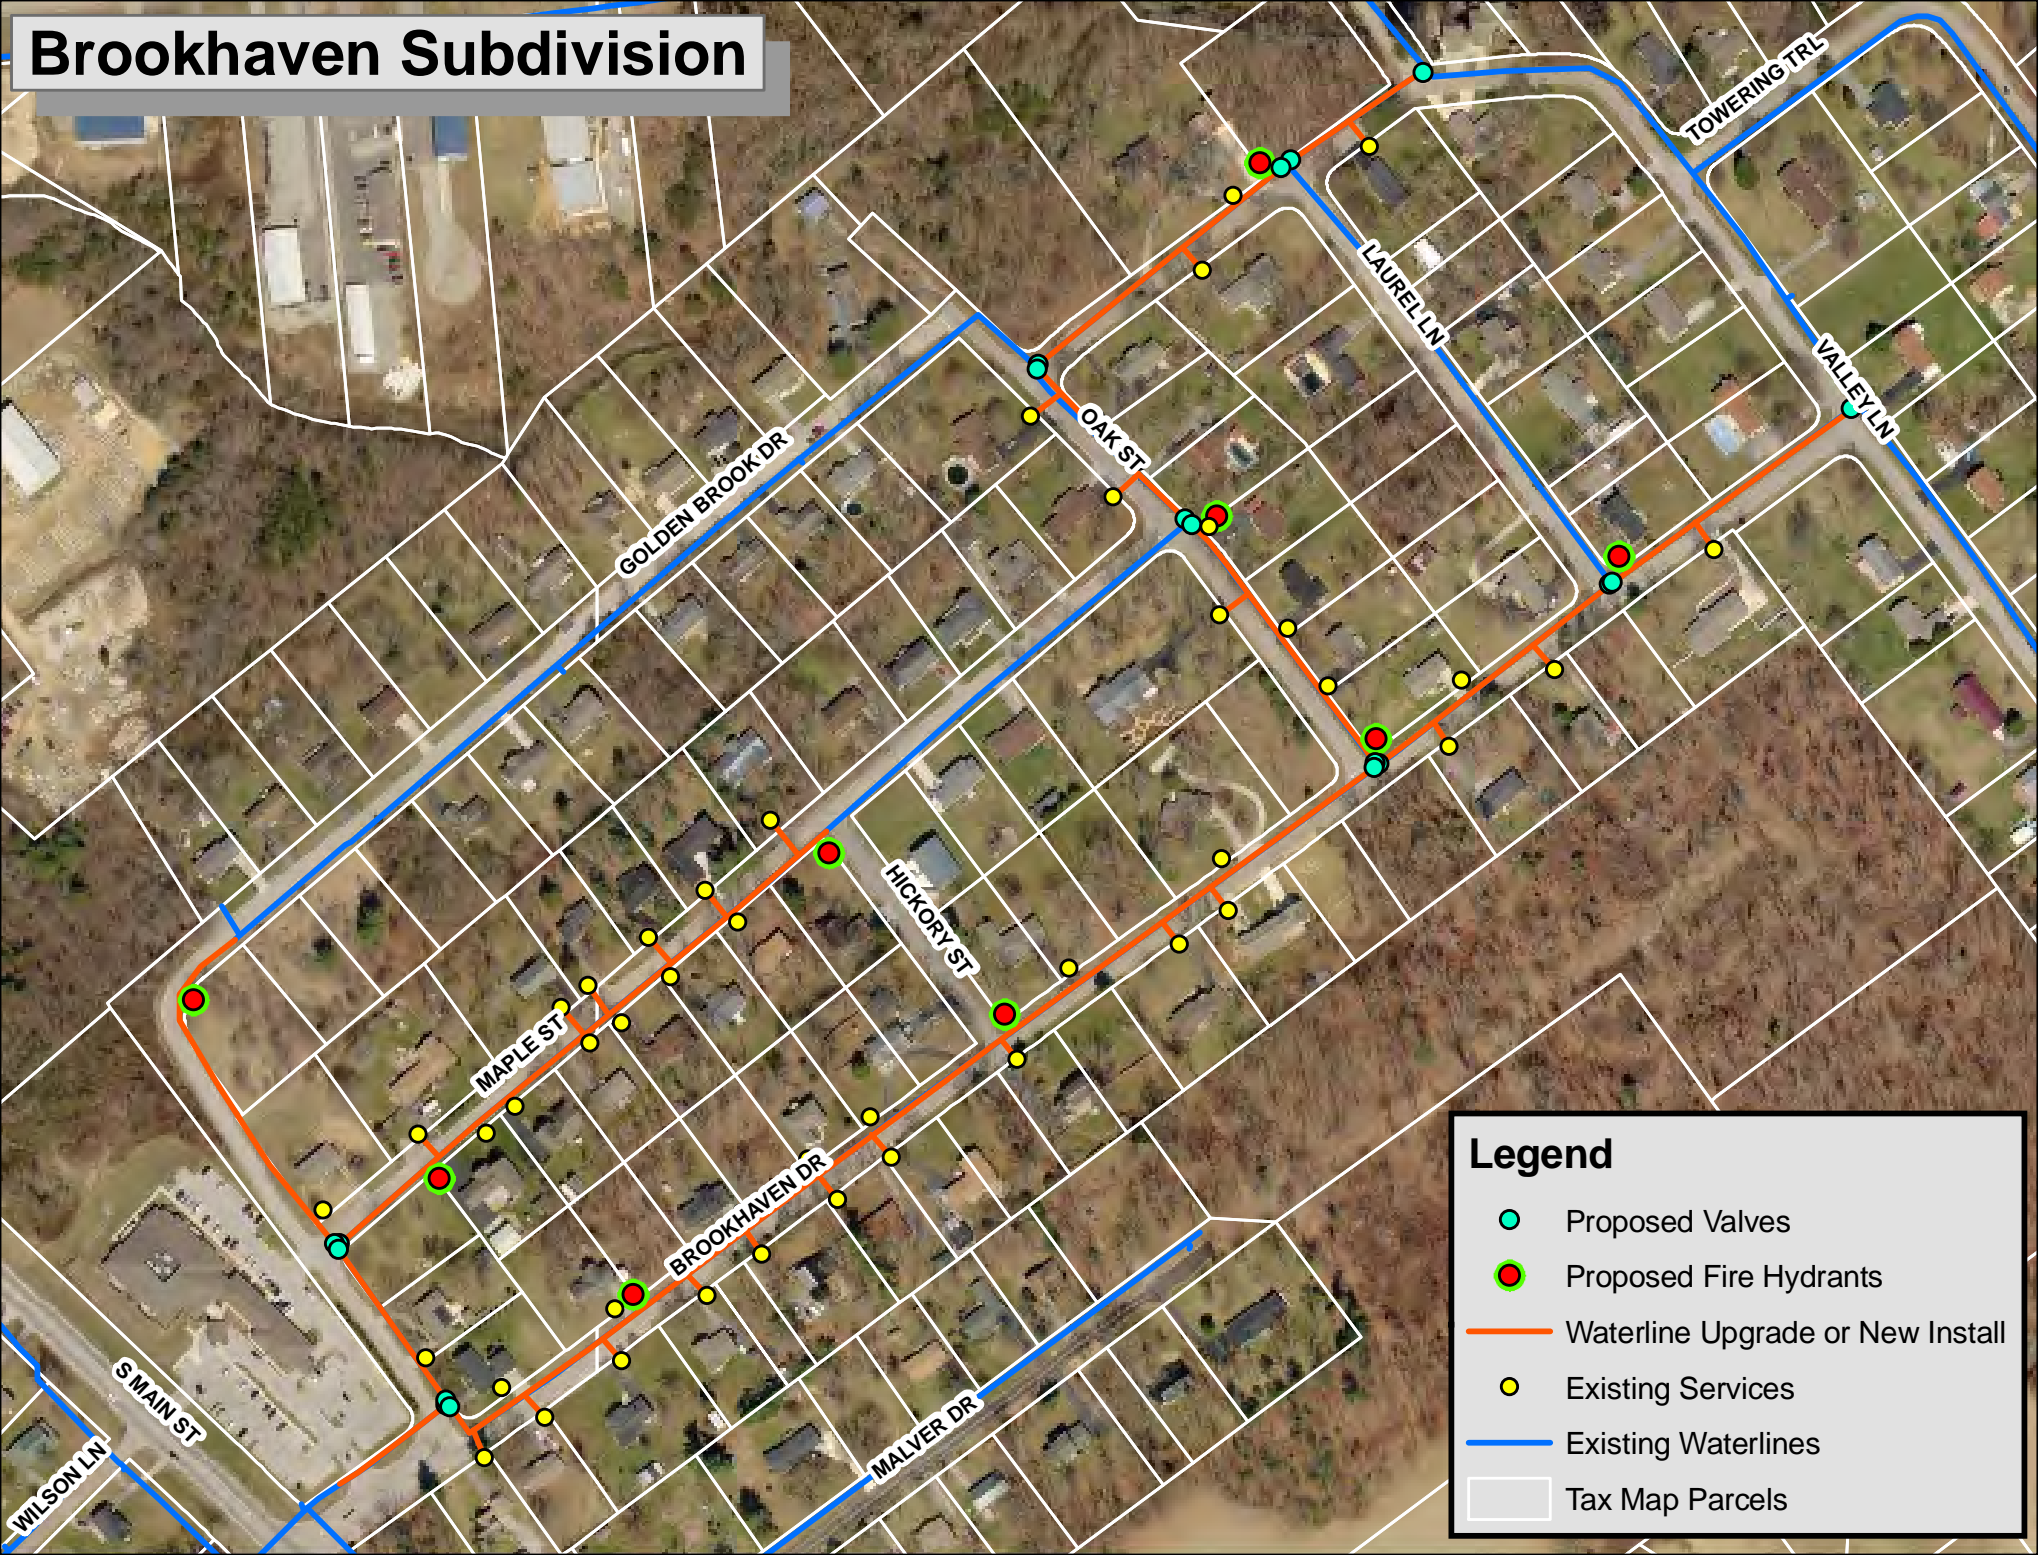 Brookhaven Subdivision
TOWERING TRL
LAUREL LN
VALLEY LN
OAK ST
GOLDEN BROOK DR
HICKORY ST
MAPLE ST
BROOKHAVEN DR
MALVER DR
S MAIN ST
WILSON LN
Legend
Proposed Valves
Proposed Fire Hydrants
Waterline Upgrade or New Install
Existing Services
Existing Waterlines
Tax Map Parcels